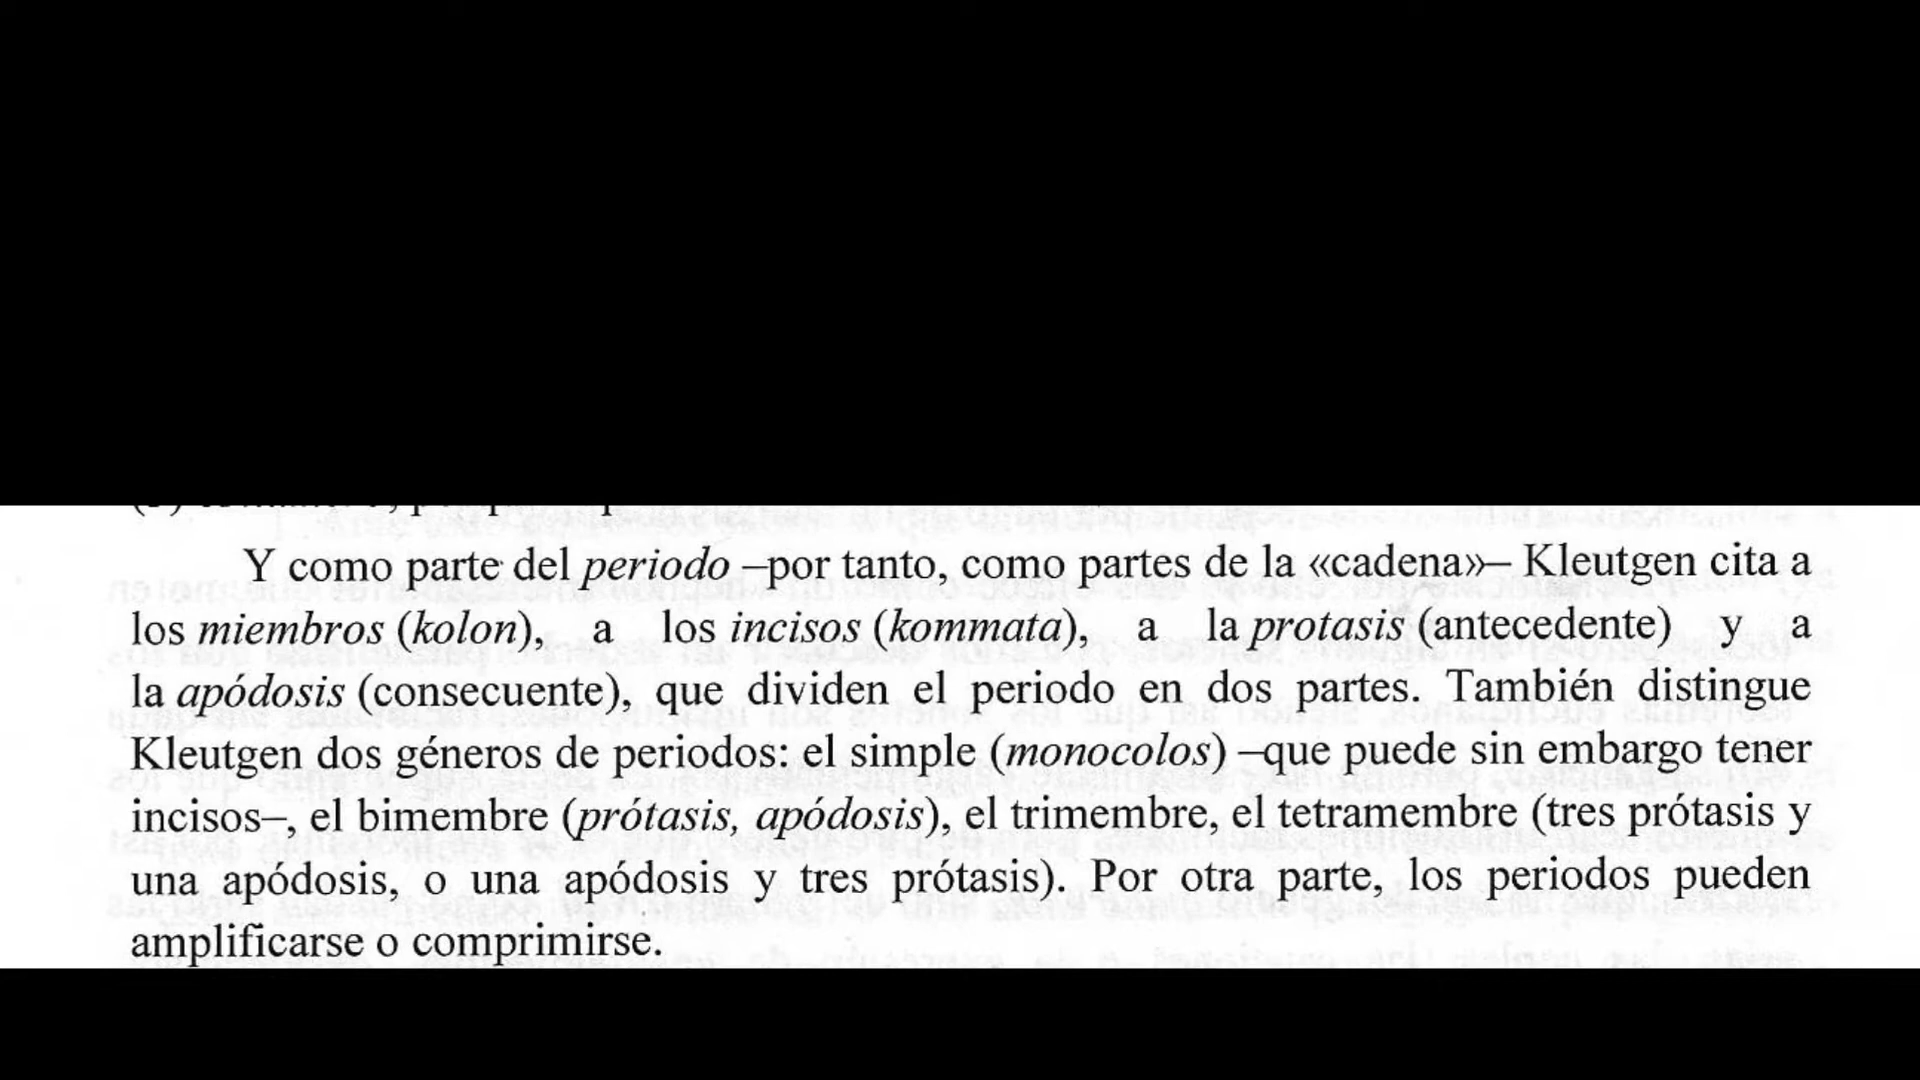 Y como parte del periodo –por tanto, como partes de la «cadena»– Kleutgen cita a
los miembros (kolon), a los incisos (kommata), a la protasis (antecedente) y a
la apódosis (consecuente), que dividen el periodo en dos partes. También distingue
Kleutgen dos géneros de periodos: el simple (monocolos) –que puede sin embargo tener
incisos–, el bimembre (prótasis, apódosis), el trimembre, el tetramembre (tres prótasis y
una apódosis, o una apódosis y tres prótasis). Por otra parte, los periodos pueden
amplificarse o comprimirse.